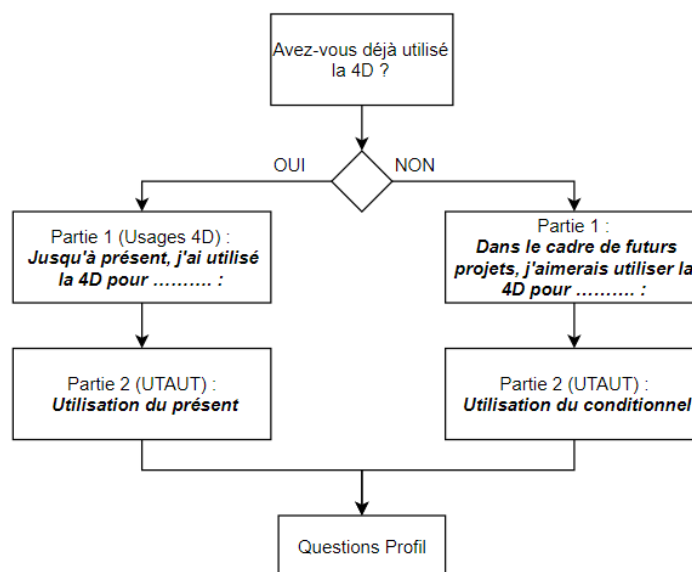 Avez-vous déjà utilisé
la 4D ?
OUI
NON
Partie 1 (Usages 4D) :
Jusqu'à présent, j'ai utilisé
la 4D pour ………. :
Partie 1 :
Dans le cadre de futurs
projets, j'aimerais utiliser la
4D pour ………. :
Partie 2 (UTAUT) :
Utilisation du présent
Partie 2 (UTAUT) :
Utilisation du conditionnel
Questions Profil